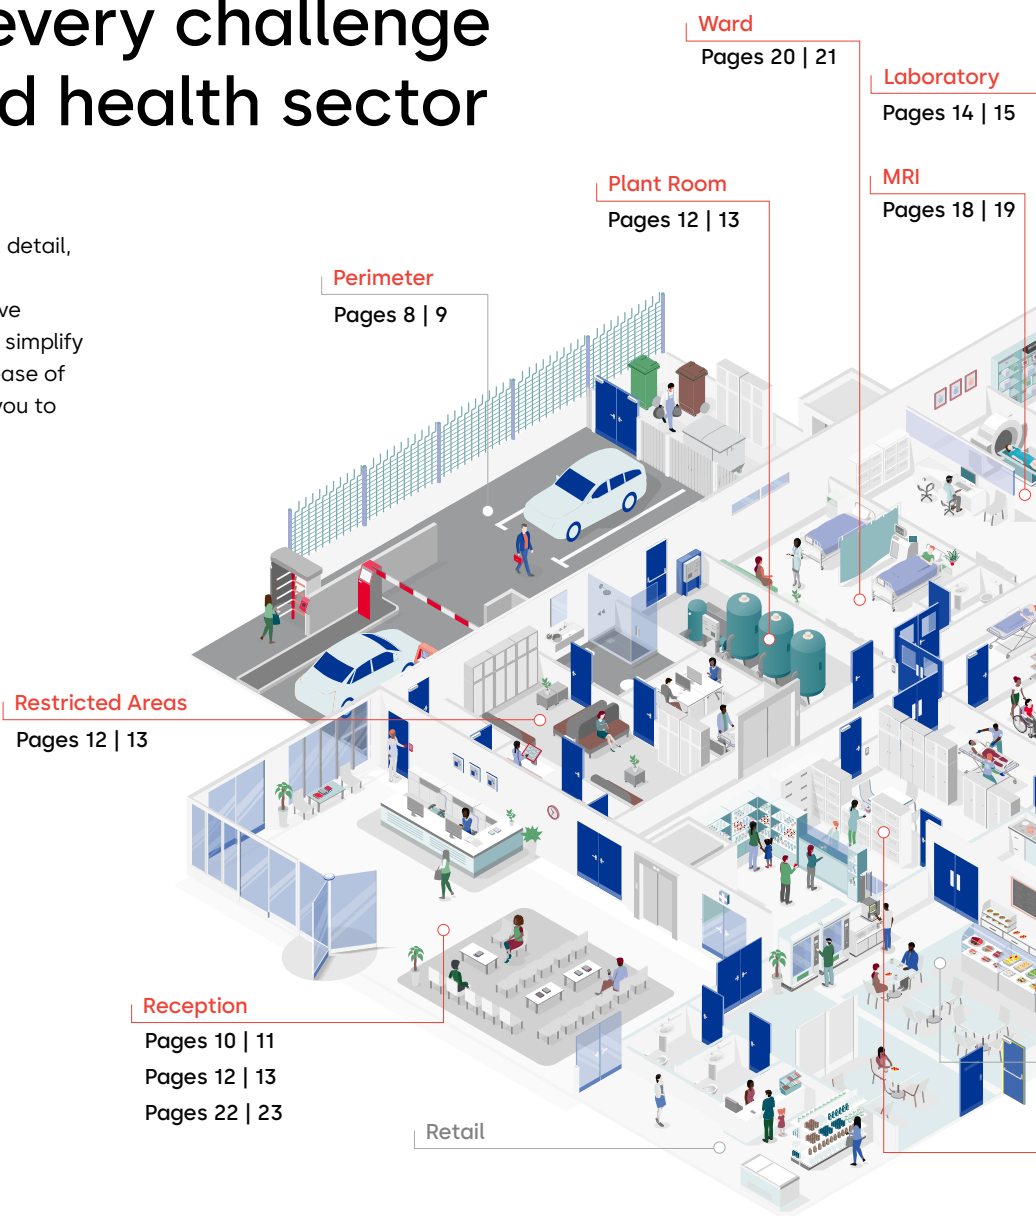 every challenge
d health sector
detail,
ve
simplify
ase of
you to
Ward
Pages 20 | 21
Laboratory
Pages 14 | 15
MRI
Pages 18 | 19
Plant Room
Pages 12 | 13
Perimeter
Pages 8 | 9
Restricted Areas
Pages 12 | 13
Reception
Pages 10 | 11
Pages 12 | 13
Pages 22 | 23
Retail